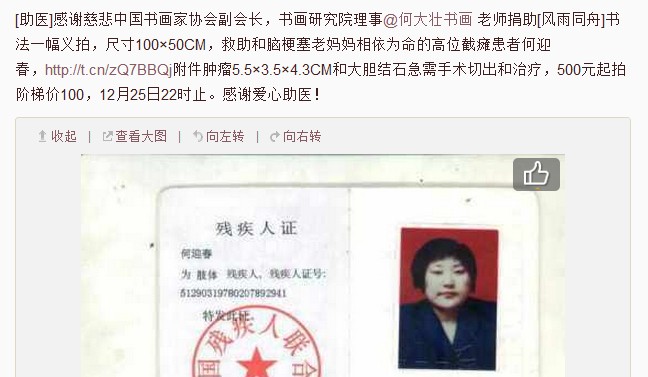 [助医]感谢慈悲中国书画家协会副会长，书画研究院理事@何大壮书画 老师捐助[风雨同舟]书
法一幅义拍，尺寸100×50CM，救助和脑梗塞老妈妈相依为命的高位截瘫患者何迎
春，http://t.cn/zQ7BBQj附件肿瘤5.5×3.5×4.3CM和大胆结石急需手术切出和治疗，500元起拍
阶梯价100，12月25日22时止。感谢爱心助医！
收起 | 查看大图 | 向左转 | 向右转
残疾人证
何迎春
为 肢体 残疾人，残疾人证号:
51290319780207892941
特发此证。
国残疾人联合